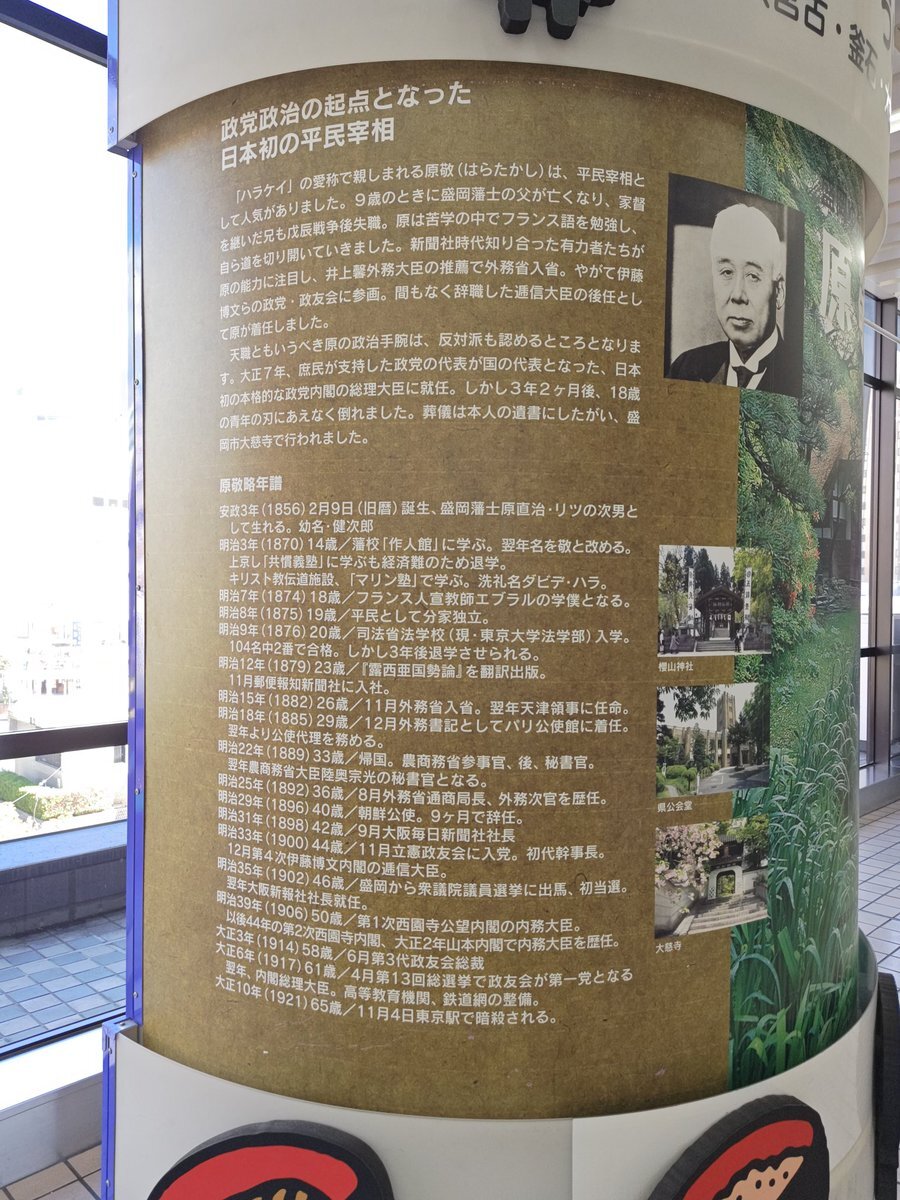 宮古・釜石
政党政治の起点となった
日本初の平民宰相
「ハラケイ」の愛称で親しまれる原敬（はらたかし）は、平民宰相と
して人気がありました。９歳のときに盛岡藩士の父が亡くなり、家督
を継いだ兄も戊辰戦争後失職。原は苦学の中でフランス語を勉強し、
自ら道を切り開いていきました。新聞社時代知り合った有力者たちが
原の能力に注目し、井上馨外務大臣の推薦で外務省入省。やがて伊藤
博文らの政党・政友会に参画。間もなく辞職した逓信大臣の後任とし
て原が着任しました。
天職ともいうべき原の政治手腕は、反対派も認めるところとなりま
す。大正７年、庶民が支持した政党の代表が国の代表となった、日本
初の本格的な政党内閣の総理大臣に就任。しかし３年２ヶ月後、18歳
の青年の刃にあえなく倒れました。葬儀は本人の遺書にしたがい、盛
岡市大慈寺で行われました。
原
原敬略年譜
安政3年（1856）2月9日（旧暦）誕生、盛岡藩士原直治・リツの次男と
して生れる。幼名・健次郎
明治3年（1870）14歳／藩校「作人館」に学ぶ。翌年名を敬と改める。
上京し「共慣義塾」に学ぶも経済難のため退学。
キリスト教伝道施設、「マリン塾」で学ぶ。洗礼名ダビデ・ハラ。
明治7年（1874）18歳／フランス人宣教師エブラルの学僕となる。
明治8年（1875）19歳／平民として分家独立。
明治9年（1876）20歳／司法省法学校（現・東京大学法学部）入学。
104名中2番で合格。しかし3年後退学させられる。
明治12年（1879）23歳／『露西亜国勢論』を翻訳出版。
11月郵便報知新聞社に入社。
明治15年（1882）26歳／11月外務省入省。翌年天津領事に任命。
明治18年（1885）29歳／12月外務書記としてパリ公使館に着任。
翌年より公使代理を務める。
明治22年（1889）33歳／帰国。農商務省参事官、後、秘書官。
翌年農商務省大臣陸奥宗光の秘書官となる。
明治25年（1892）36歳／8月外務省通商局長、外務次官を歴任。
明治29年（1896）40歳／朝鮮公使。9ヶ月で辞任。
明治31年（1898）42歳／9月大阪毎日新聞社社長
明治33年（1900）44歳／11月立憲政友会に入党。初代幹事長。
12月第４次伊藤博文内閣の逓信大臣。
明治35年（1902）46歳／盛岡から衆議院議員選挙に出馬、初当選。
翌年大阪新報社社長就任。
明治39年（1906）50歳／第1次西園寺公望内閣の内務大臣。
以後44年の第2次西園寺内閣、大正2年山本内閣で内務大臣を歴任。
大正3年（1914）58歳／6月第3代政友会総裁
大正6年（1917）61歳／4月第13回総選挙で政友会が第一党となる
翌年、内閣総理大臣。高等教育機関、鉄道網の整備。
大正10年（1921）65歳／11月4日東京駅で暗殺される。
櫻山神社
県公会堂
大慈寺